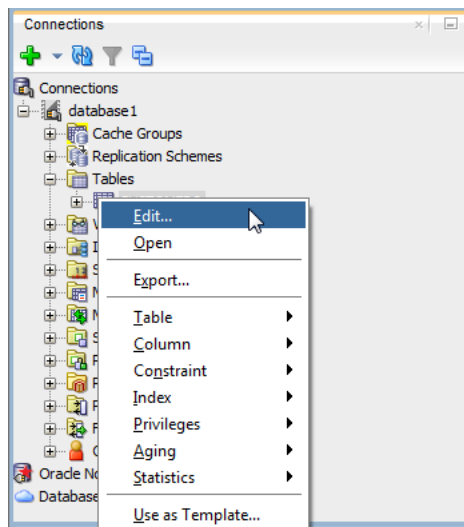 Connections
Connections
database1
Cache Groups
Replication Schemes
Tables
Edit...
Open
Export...
Table
Column
Constraint
Index
Privileges
Aging
Statistics
Oracle No
Database
Use as Template...